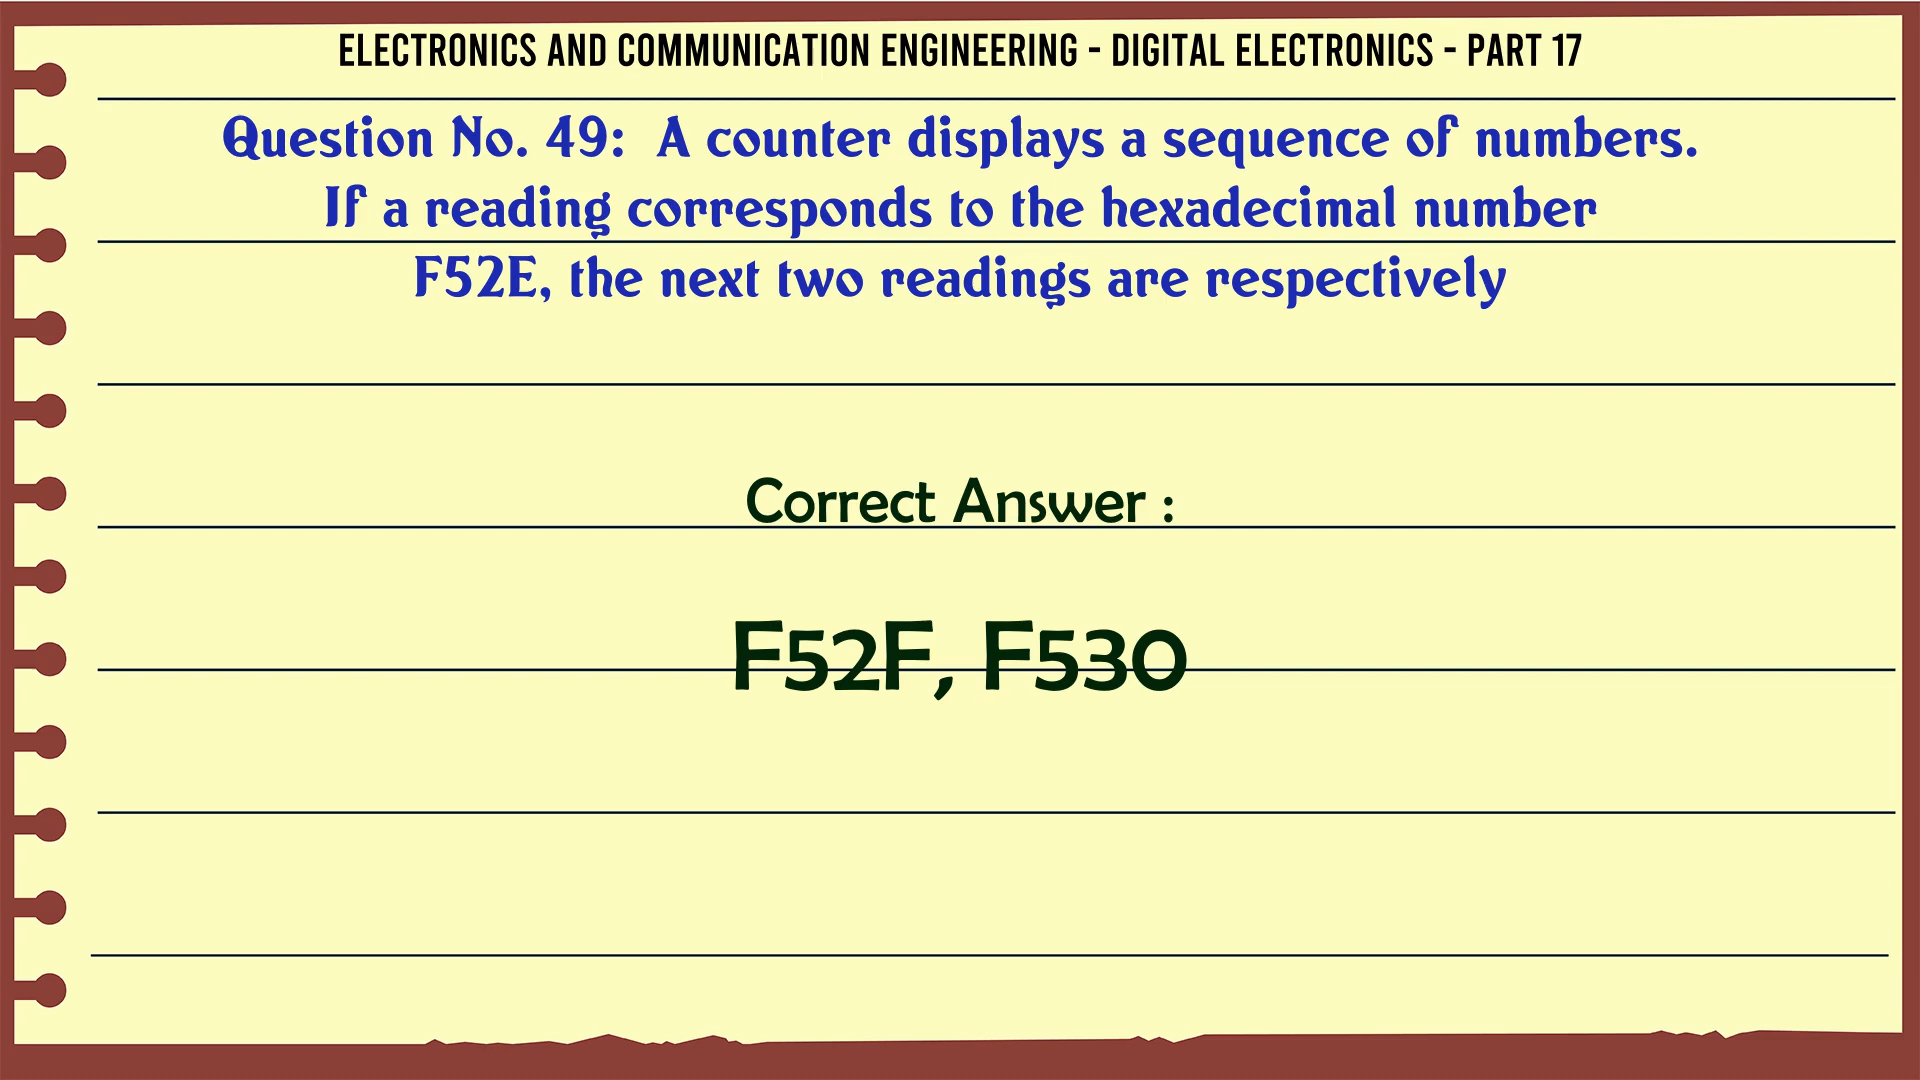 ELECTRONICS AND COMMUNICATION ENGINEERING - DIGITAL ELECTRONICS - PART 17
Question No. 49: A counter displays a sequence of numbers.
If a reading corresponds to the hexadecimal number
F52E, the next two readings are respectively
Correct Answer :
F52F, F530